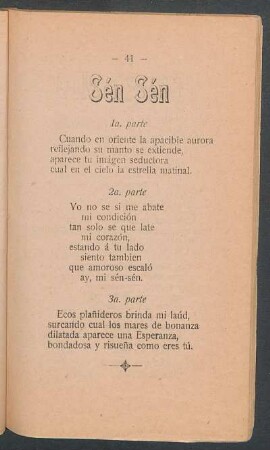 – 41 –
Sén Sén
1a. parte
Cuando en oriente la apacible aurora
reflejando su manto se extiende,
aparece tu imágen seductora
cual en el cielo la estrella matinal.
2a. parte
Yo no se si me abate
mi condición
tan solo se que late
mi corazón,
estando á tu lado
siento tambien
que amoroso escaló
ay, mi sén-sén.
3a. parte
Ecos plañideros brinda mi laúd,
surcando cual los mares de bonanza
dilatada aparece una Esperanza,
bondadosa y risueña como eres tú.